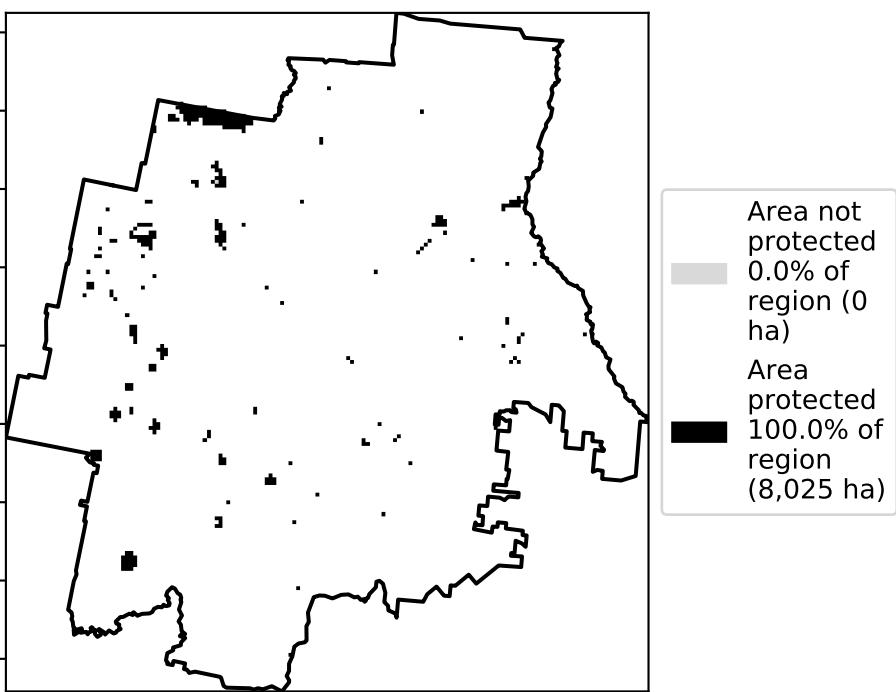 Area not
protected
0.0% of
region (0
ha)
Area
protected
100.0% of
region
(8,025 ha)